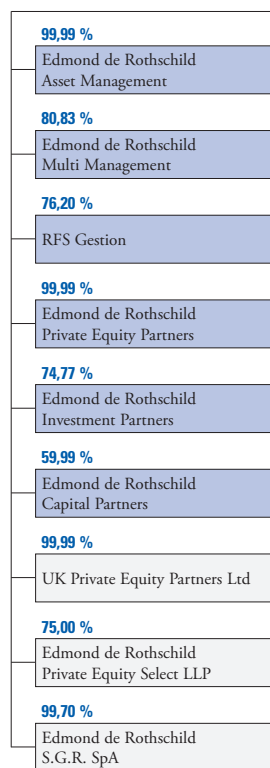 99,99 %
Edmond de Rothschild
Asset Management
80,83 %
Edmond de Rothschild
Multi Management
76,20 %
RFS Gestion
99,99 %
Edmond de Rothschild
Private Equity Partners
74,77 %
Edmond de Rothschild
Investment Partners
59,99 %
Edmond de Rothschild
Capital Partners
99,99 %
UK Private Equity Partners Ltd
75,00 %
Edmond de Rothschild
Private Equity Select LLP
99,70 %
Edmond de Rothschild
S.G.R. SpA